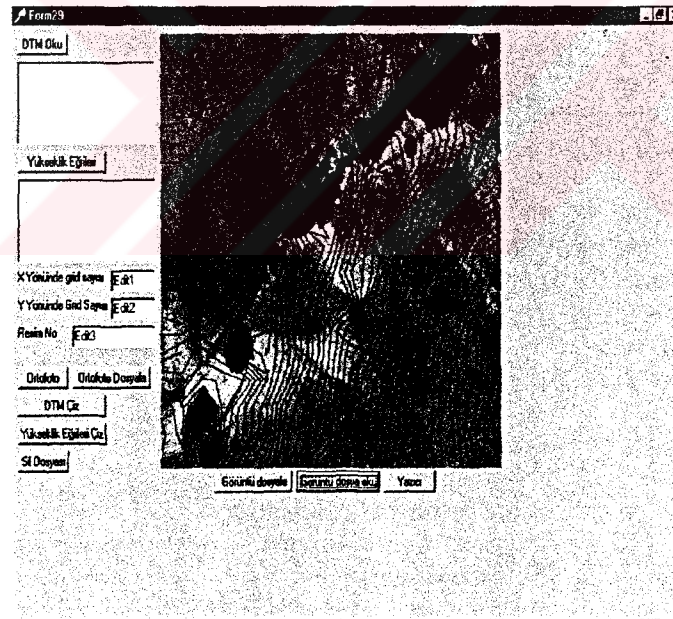 Form29
DTM Oku
Yükseklik Eğrileri
X Yönünde grid sayısı Edit1
Y Yönünde Grid Sayısı Edit2
Resim No Edit3
Ortofoto Ortofoto Dosyala
DTM Çiz
Yükseklik Eğrileri Çiz
Sil Dosyası
Görüntü dosyala Görüntü dosya oku Yazıcı